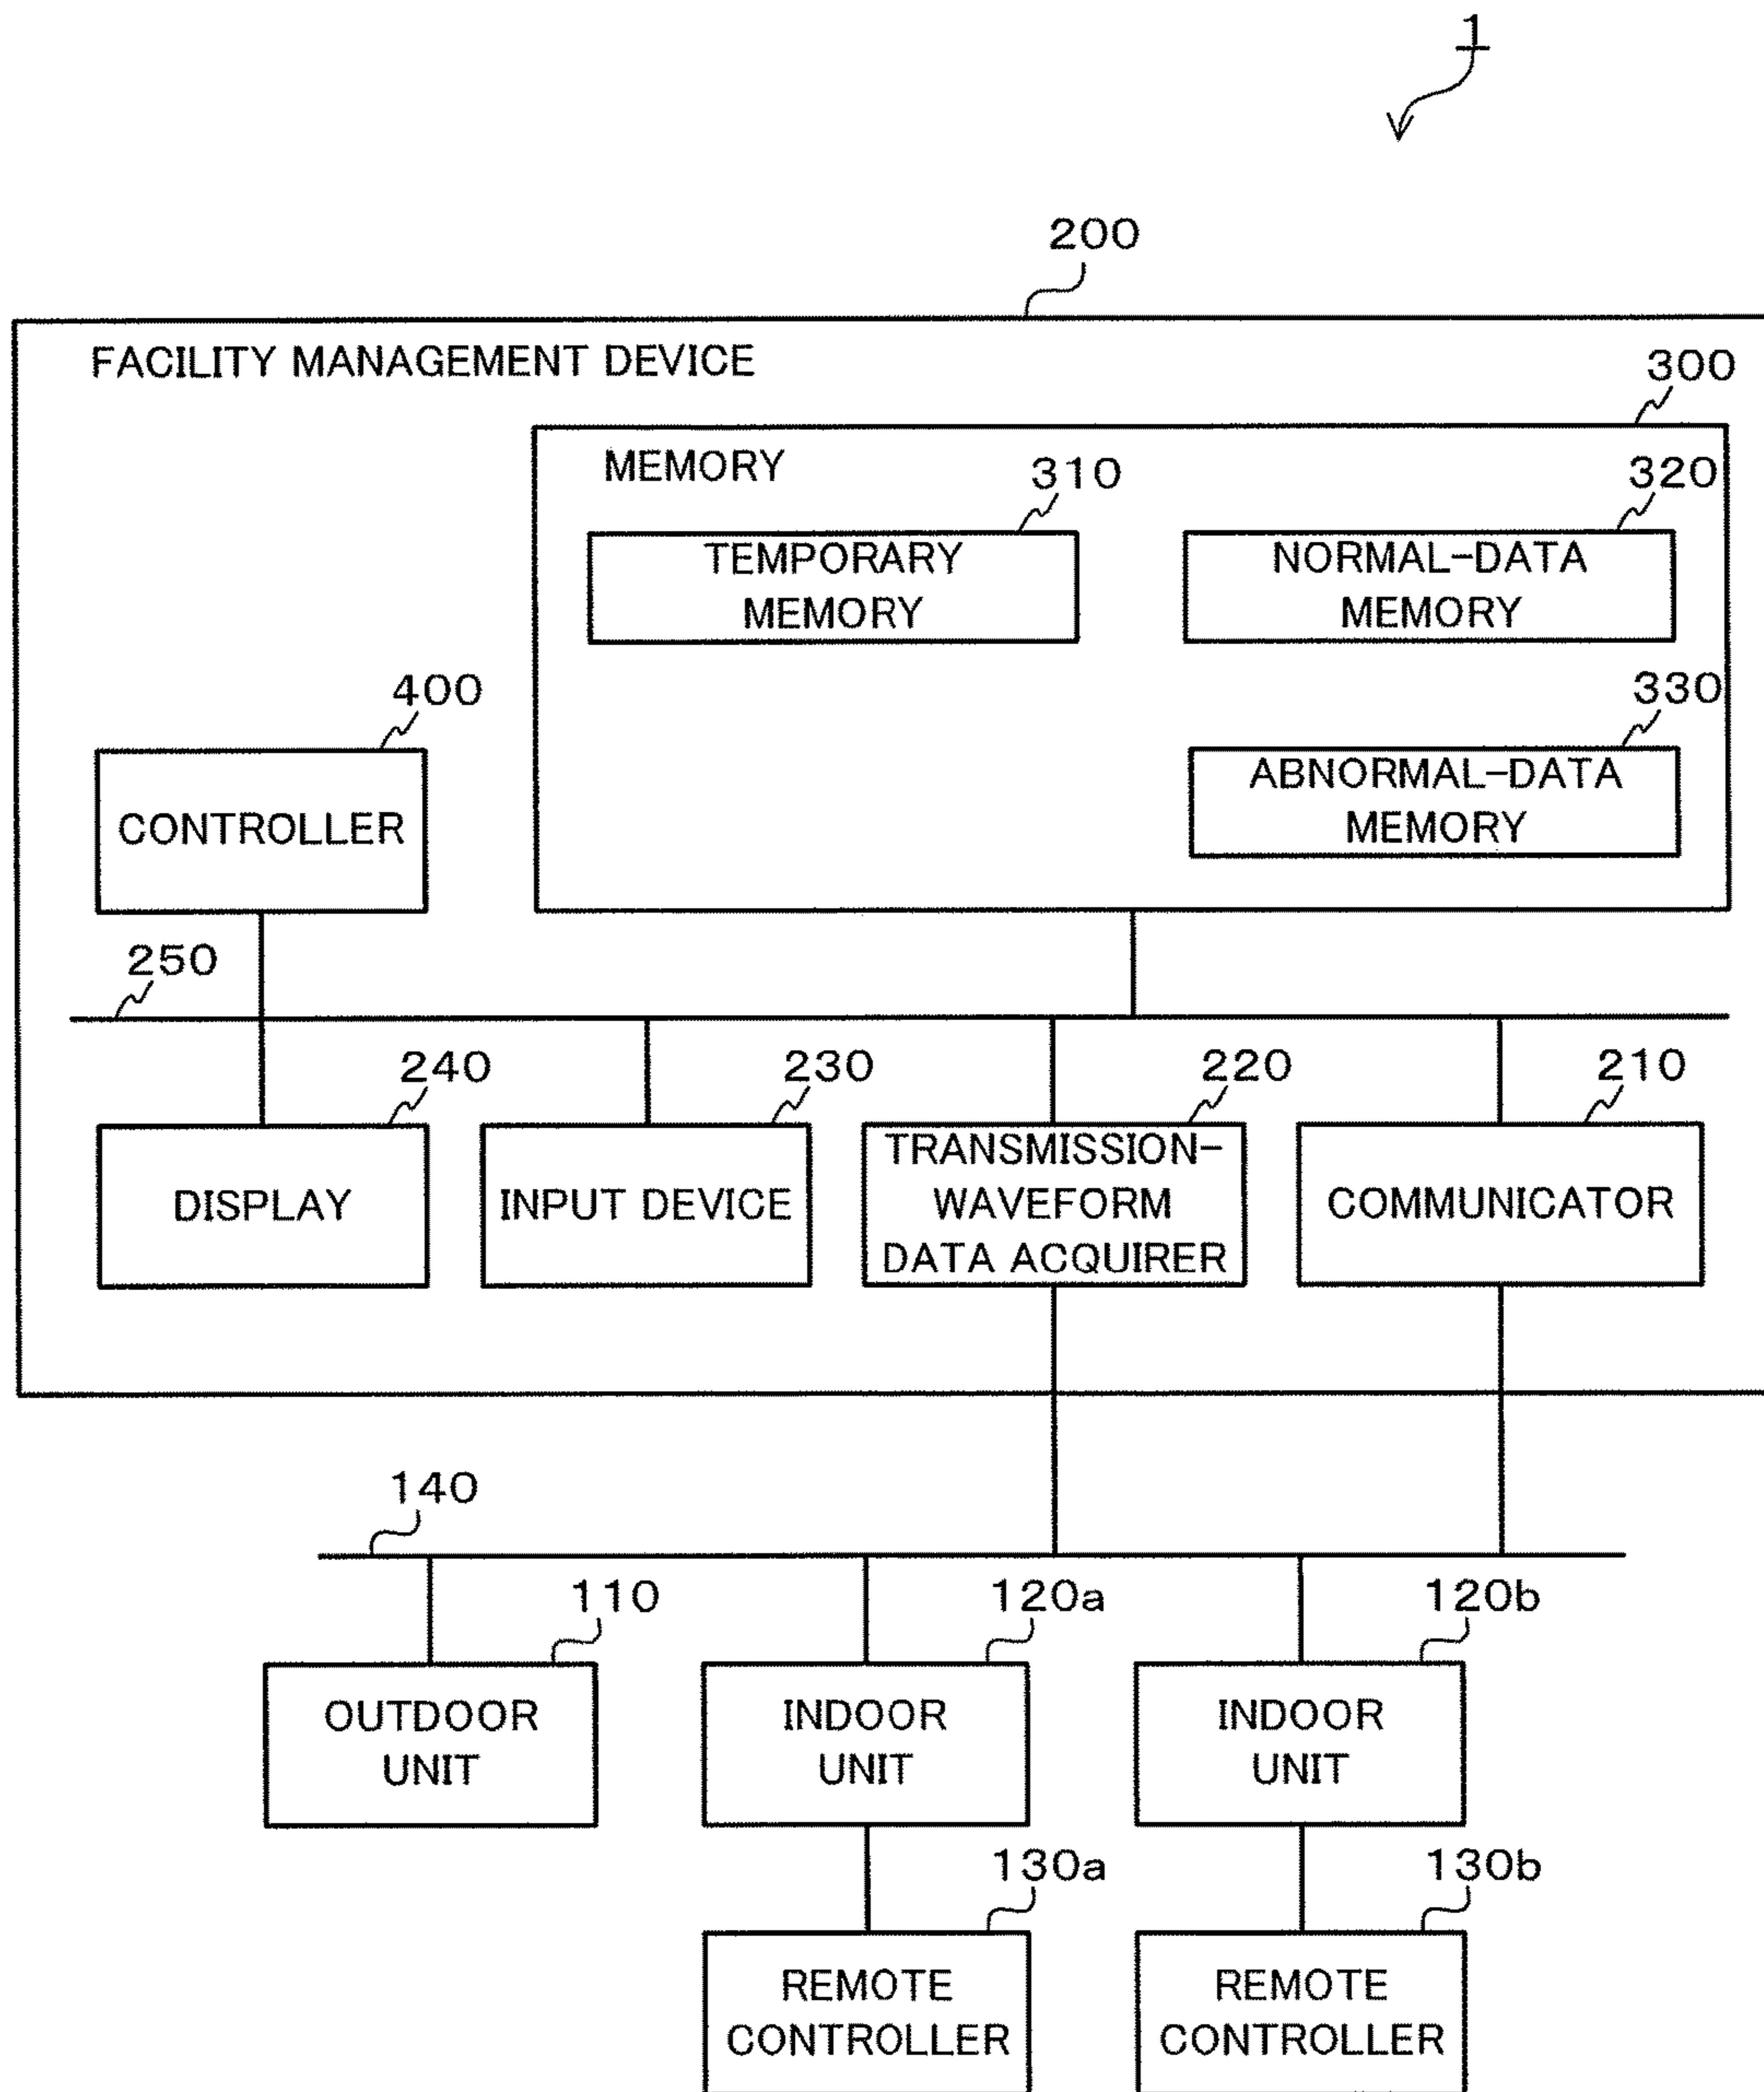 1
200
FACILITY MANAGEMENT DEVICE
300
MEMORY
310
320
TEMPORARY
MEMORY
NORMAL-DATA
MEMORY
400
330
CONTROLLER
ABNORMAL-DATA
MEMORY
250
240
230
220
210
DISPLAY
INPUT DEVICE
TRANSMISSION-
WAVEFORM
DATA ACQUIRER
COMMUNICATOR
140
110
120a
120b
OUTDOOR
UNIT
INDOOR
UNIT
INDOOR
UNIT
130a
130b
REMOTE
CONTROLLER
REMOTE
CONTROLLER